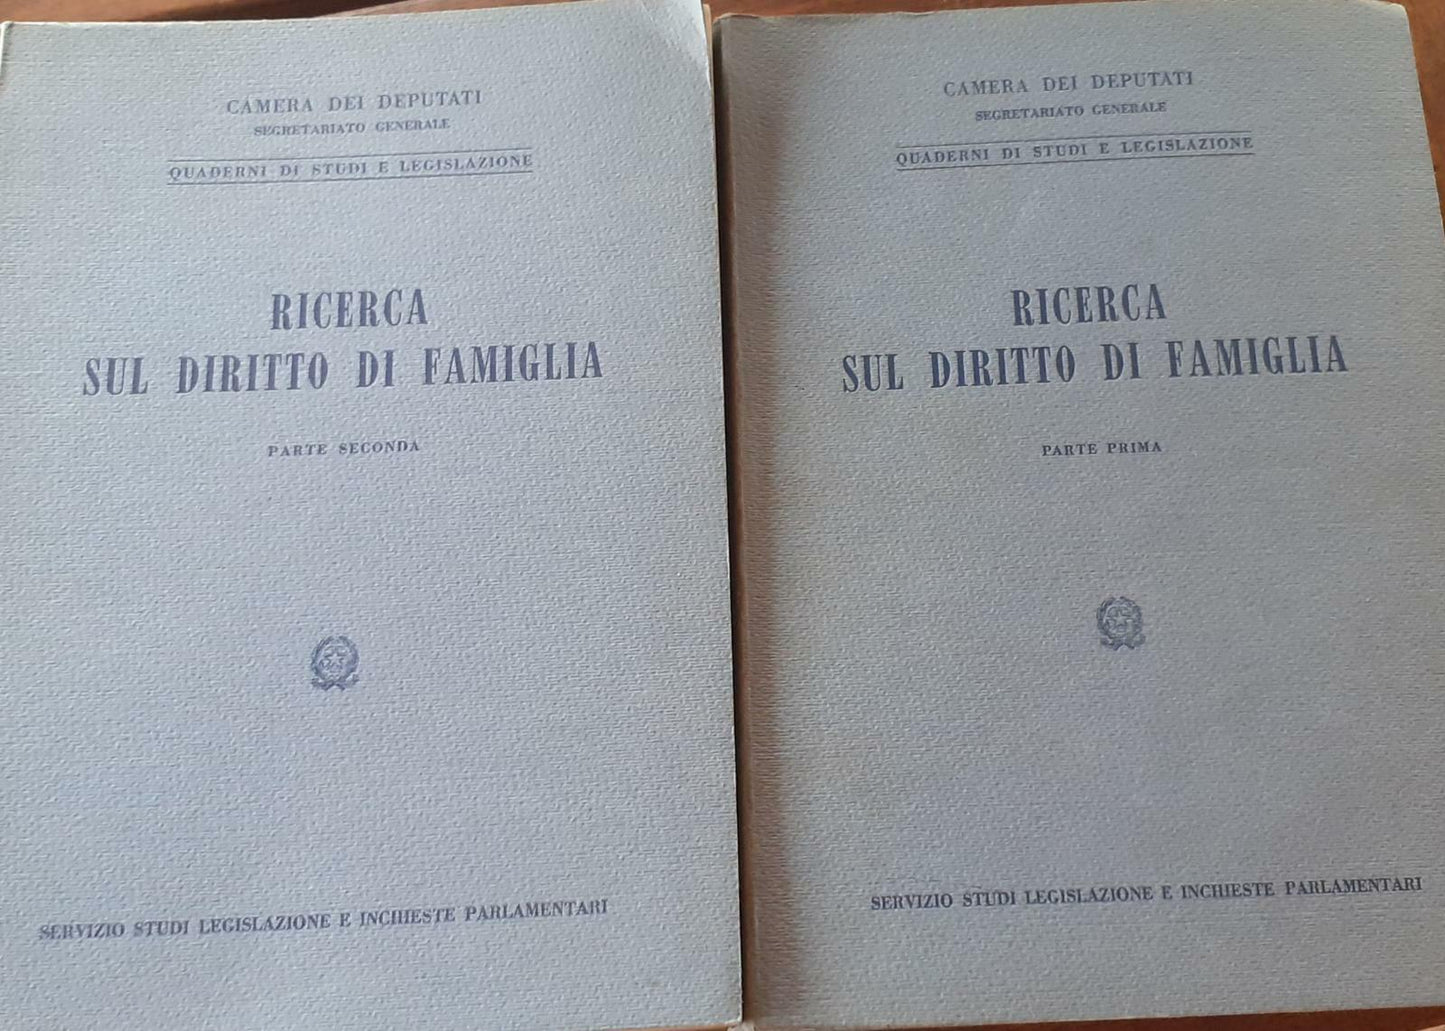 CAMERA DEI DEPUTATI
SEGRETARIATO GENERALE
QUADERNI DI STUDI E LEGISLAZIONE
RICERCA
SUL DIRITTO DI FAMIGLIA
PARTE SECONDA
SERVIZIO STUDI LEGISLAZIONE E INCHIESTE PARLAMENTARI
CAMERA DEI DEPUTATI
SEGRETARIATO GENERALE
QUADERNI DI STUDI E LEGISLAZIONE
RICERCA
SUL DIRITTO DI FAMIGLIA
PARTE PRIMA
SERVIZIO STUDI LEGISLAZIONE E INCHIESTE PARLAMENTARI